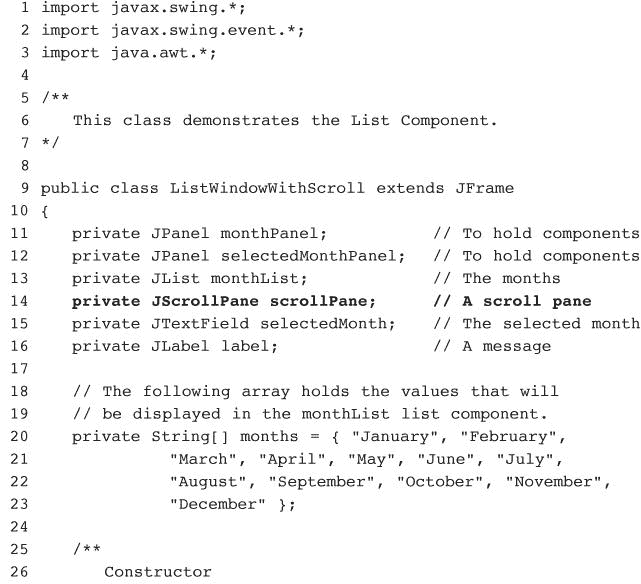 1 import javax.swing.*;
2 import javax.swing.event.*;
3 import java.awt.*;
4
5 /**
6    This class demonstrates the List Component.
7 */
8
9 public class ListWindowWithScroll extends JFrame
10 {
11    private JPanel monthPanel;           // To hold components
12    private JPanel selectedMonthPanel;   // To hold components
13    private JList monthList;             // The months
14    private JScrollPane scrollPane;      // A scroll pane
15    private JTextField selectedMonth;    // The selected month
16    private JLabel label;                // A message
17
18    // The following array holds the values that will
19    // be displayed in the monthList list component.
20    private String[] months = { "January", "February",
21             "March", "April", "May", "June", "July",
22             "August", "September", "October", "November",
23             "December" };
24
25    /**
26       Constructor